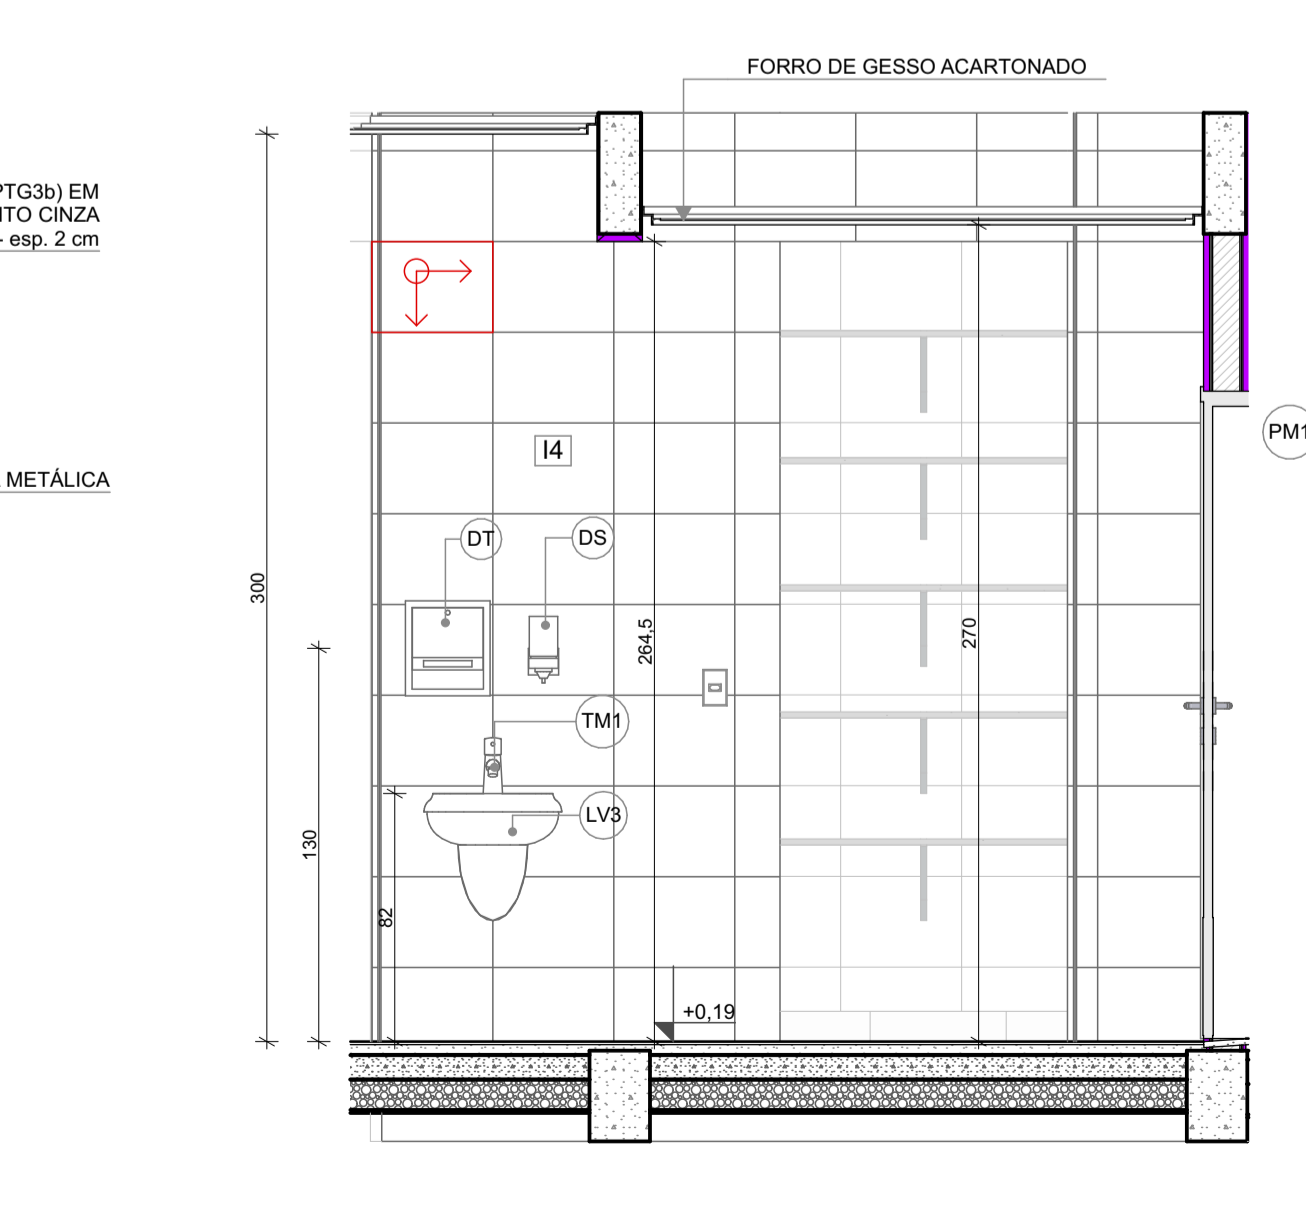 FORRO DE GESSO ACARTONADO
PTG3b) EM
NTO CINZA
- esp. 2 cm
PM1
I4
METÁLICA
DT
DS
300
264,5
270
TM1
LV3
130
82
+0,19